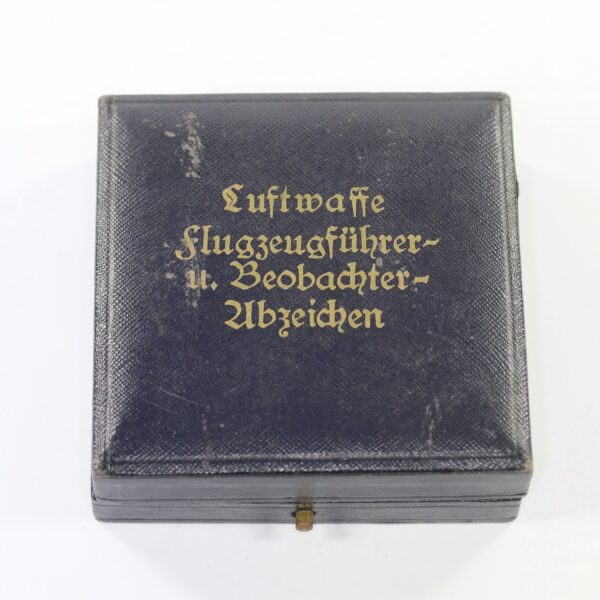 Luftwaffe
Flugzeugführer-
u. Beobachter-
Abzeichen